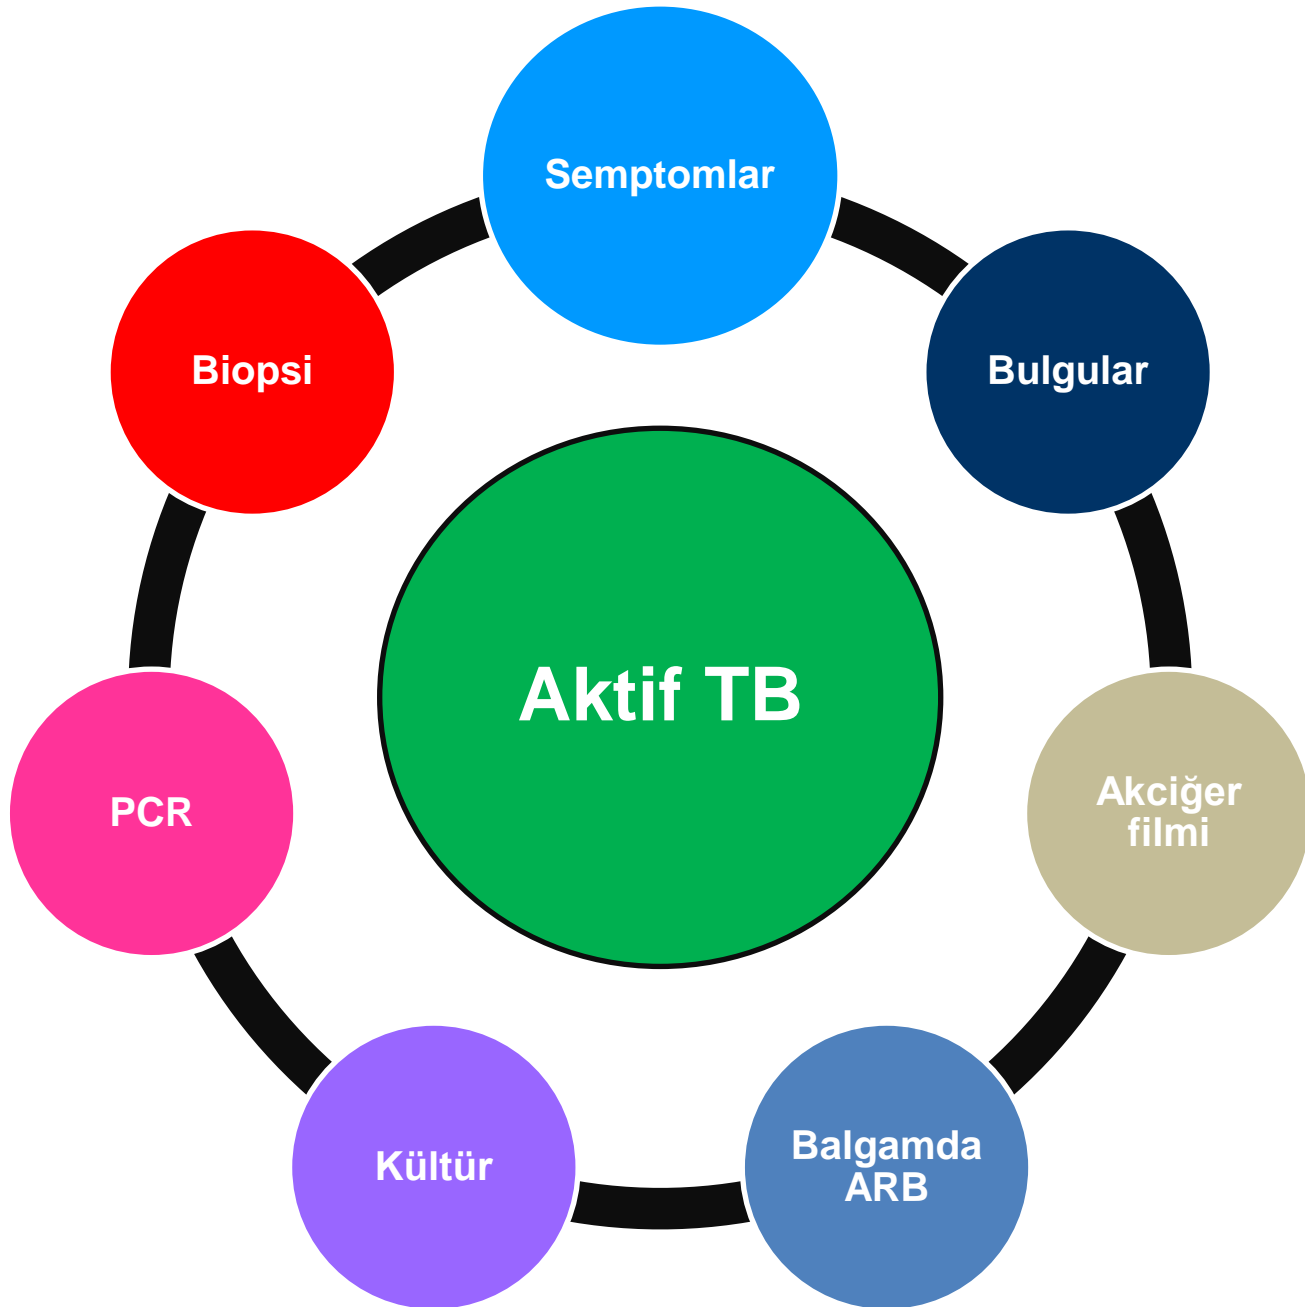 Semptomlar
Bulgular
Akciğer
filmi
Balgamda
ARB
Kültür
PCR
Biopsi
Aktif TB